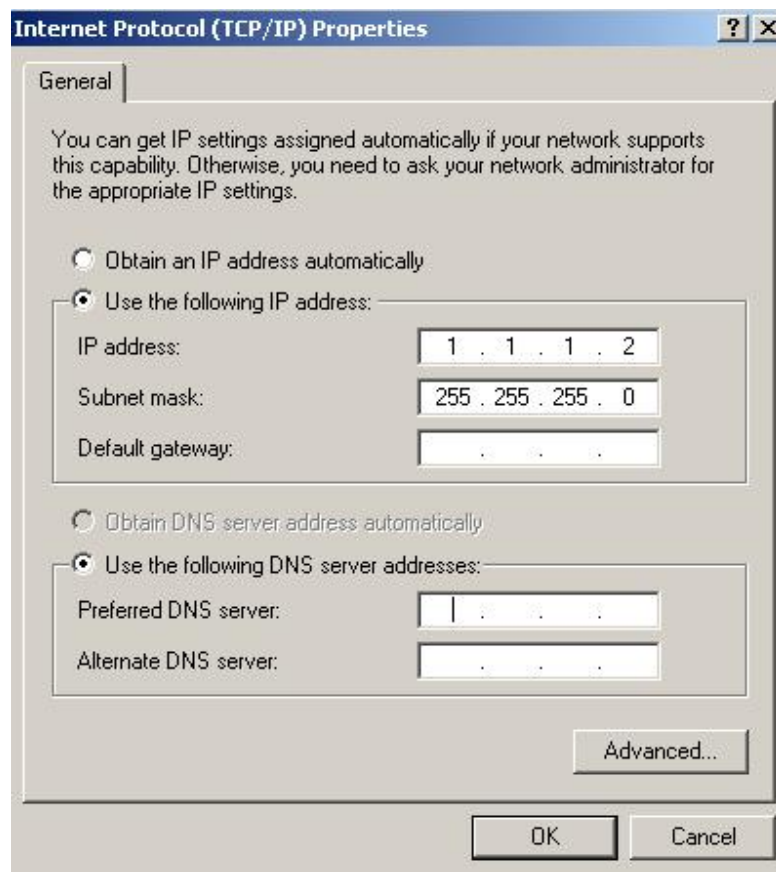 Internet Protocol (TCP/IP) Properties
General
You can get IP settings assigned automatically if your network supports
this capability. Otherwise, you need to ask your network administrator for
the appropriate IP settings.
Obtain an IP address automatically
Use the following IP address:
IP address: 1 . 1 . 1 . 2
Subnet mask: 255 . 255 . 255 . 0
Default gateway: . . .
Obtain DNS server address automatically
Use the following DNS server addresses:
Preferred DNS server: . . .
Alternate DNS server: . . .
Advanced...
OK Cancel